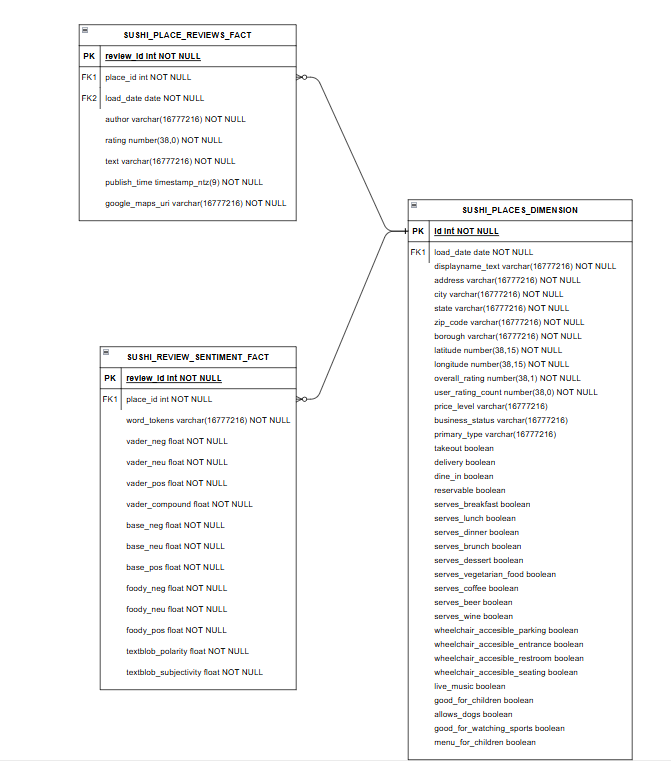 SUSHI_PLACE_REVIEWS_FACT
PK review_id int NOT NULL
FK1 place_id int NOT NULL
FK2 load_date date NOT NULL
author varchar(16777216) NOT NULL
rating number(38,0) NOT NULL
text varchar(16777216) NOT NULL
publish_time timestamp_ntz(9) NOT NULL
google_maps_uri varchar(16777216) NOT NULL
SUSHI_REVIEW_SENTIMENT_FACT
PK review_id int NOT NULL
FK1 place_id int NOT NULL
word_tokens varchar(16777216) NOT NULL
vader_neg float NOT NULL
vader_neu float NOT NULL
vader_pos float NOT NULL
vader_compound float NOT NULL
base_neg float NOT NULL
base_neu float NOT NULL
base_pos float NOT NULL
foody_neg float NOT NULL
foody_neu float NOT NULL
foody_pos float NOT NULL
textblob_polarity float NOT NULL
textblob_subjectivity float NOT NULL
SUSHI_PLACES_DIMENSION
PK id int NOT NULL
FK1 load_date date NOT NULL
displayname_text varchar(16777216) NOT NULL
address varchar(16777216) NOT NULL
city varchar(16777216) NOT NULL
state varchar(16777216) NOT NULL
zip_code varchar(16777216) NOT NULL
borough varchar(16777216) NOT NULL
latitude number(38,15) NOT NULL
longitude number(38,15) NOT NULL
overall_rating number(38,1) NOT NULL
user_rating_count number(38,0) NOT NULL
price_level varchar(16777216)
business_status varchar(16777216)
primary_type varchar(16777216)
takeout boolean
delivery boolean
dine_in boolean
reservable boolean
serves_breakfast boolean
serves_lunch boolean
serves_dinner boolean
serves_brunch boolean
serves_dessert boolean
serves_vegetarian_food boolean
serves_coffee boolean
serves_beer boolean
serves_wine boolean
wheelchair_accesible_parking boolean
wheelchair_accesible_entrance boolean
wheelchair_accesible_restroom boolean
wheelchair_accesible_seating boolean
live_music boolean
good_for_children boolean
allows_dogs boolean
good_for_watching_sports boolean
menu_for_children boolean